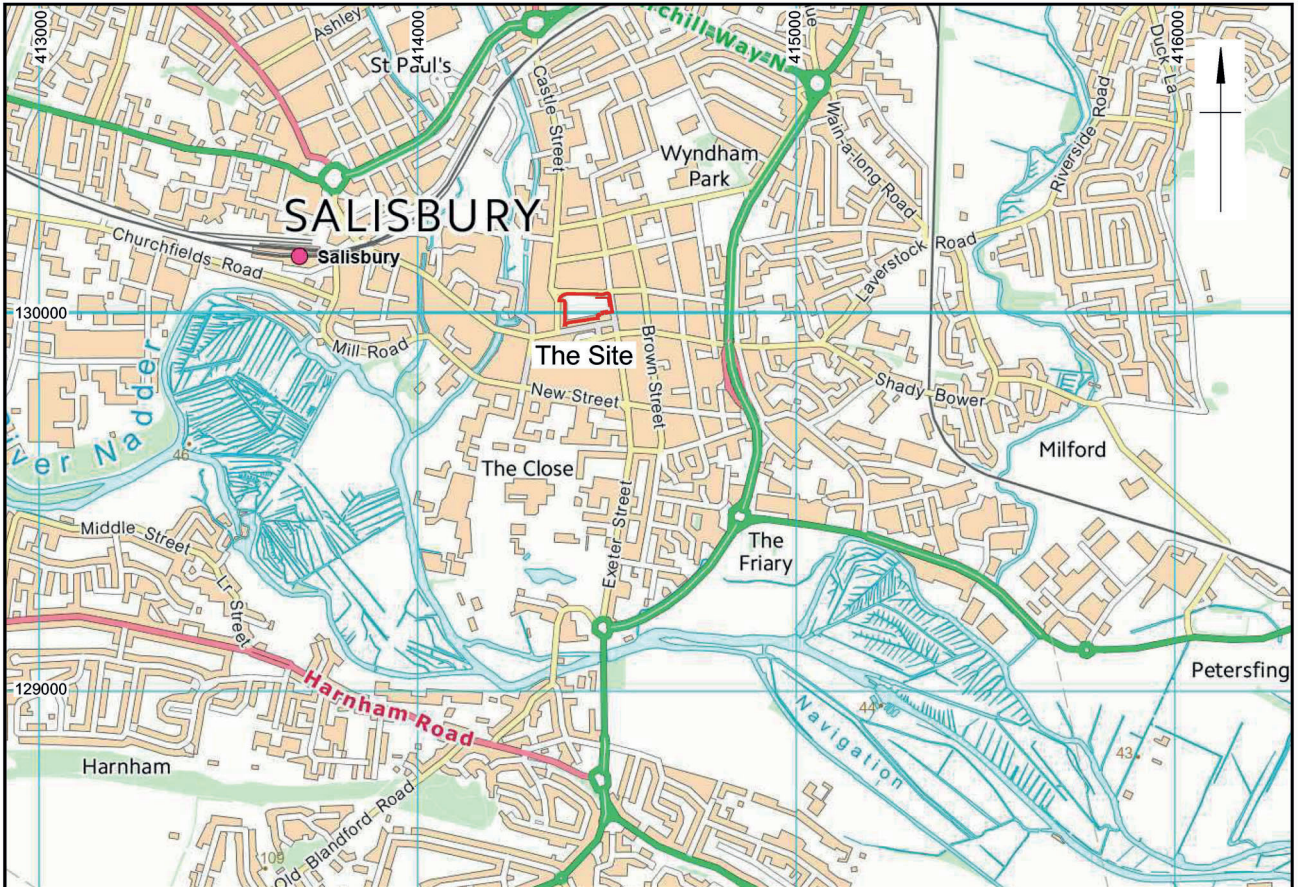 413000
414000
415000
416000
Ashley
St Paul's
Castle Street
rchill Way N
ue
Duck La
Riverside Road
Wain-a-long Road
Wyndham
Park
SALISBURY
Salisbury
Churchfields Road
Laverstock Road
130000
The Site
Mill Road
Brown Street
New Street
Shady Bower
iver Nadder
46
The Close
Milford
Middle Street
Exeter Street
The
Friary
Lr Street
129000
Harnham Road
Petersfing
44
Navigation
43
Harnham
Old Blandford Road
109